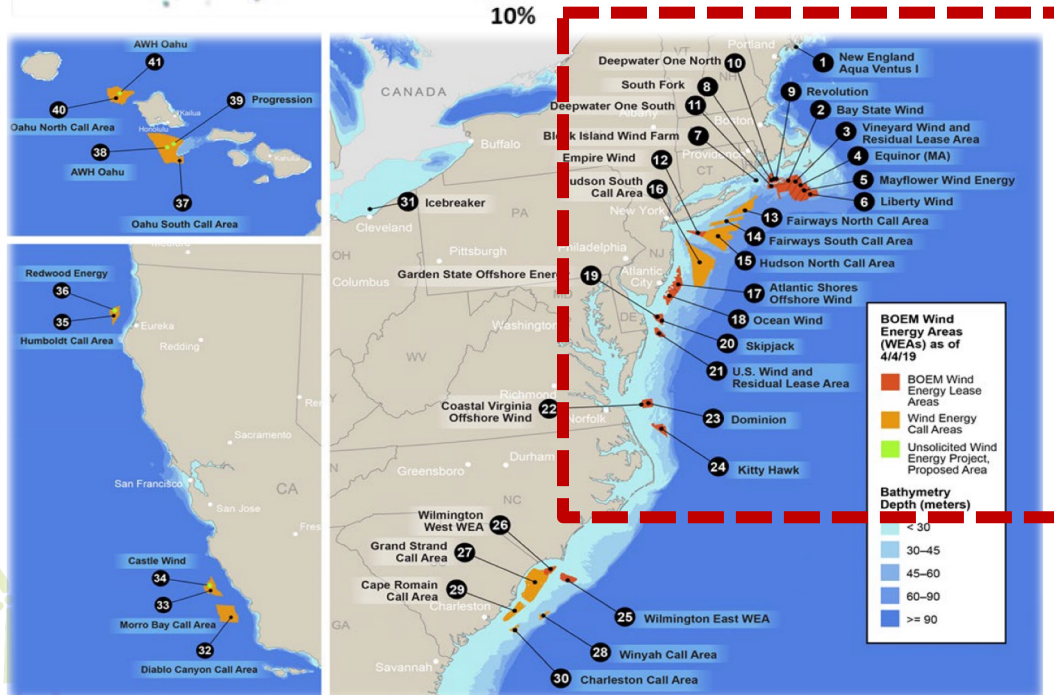 10%
AWH Oahu
41
40
Oahu North Call Area
39 Progression
Kailua
Honolulu
38
AWH Oahu
Kahului
37
Oahu South Call Area
Redwood Energy
36
35
Humboldt Call Area
Eureka
Redding
Sacramento
San Francisco
CA
San Jose
Castle Wind
34
33
Morro Bay Call Area
32
Diablo Canyon Call Area
CANADA
Buffalo
31 Icebreaker
Cleveland
PA
OH
Pittsburgh
Columbus
Philadelphia
NJ
New York
Atlantic
City
MD
DE
Washington
WV
Richmond
Norfolk
Durham
Greensboro
NC
Charleston
GA
Savannah
VT
NH
Portland
Albany
Boston
Providence
CT
Deepwater One North
10
South Fork
8
Deepwater One South
11
Block Island Wind Farm
7
Empire Wind
12
Hudson South
Call Area
16
Garden State Offshore Energy
19
Coastal Virginia
Offshore Wind
22
Wilmington
West WEA
26
Grand Strand
Call Area
27
Cape Romain
Call Area
29
1 New England
Aqua Ventus I
9 Revolution
2 Bay State Wind
3 Vineyard Wind and
Residual Lease Area
4 Equinor (MA)
5 Mayflower Wind Energy
6 Liberty Wind
13 Fairways North Call Area
14 Fairways South Call Area
15 Hudson North Call Area
17 Atlantic Shores
Offshore Wind
18 Ocean Wind
20 Skipjack
21 U.S. Wind and
Residual Lease Area
23 Dominion
24 Kitty Hawk
25 Wilmington East WEA
28 Winyah Call Area
30 Charleston Call Area
BOEM Wind
Energy Areas
(WEAs) as of
4/4/19
BOEM Wind
Energy Lease
Areas
Wind Energy
Call Areas
Unsolicited Wind
Energy Project,
Proposed Area
Bathymetry
Depth (meters)
< 30
30–45
45–60
60–90
>= 90